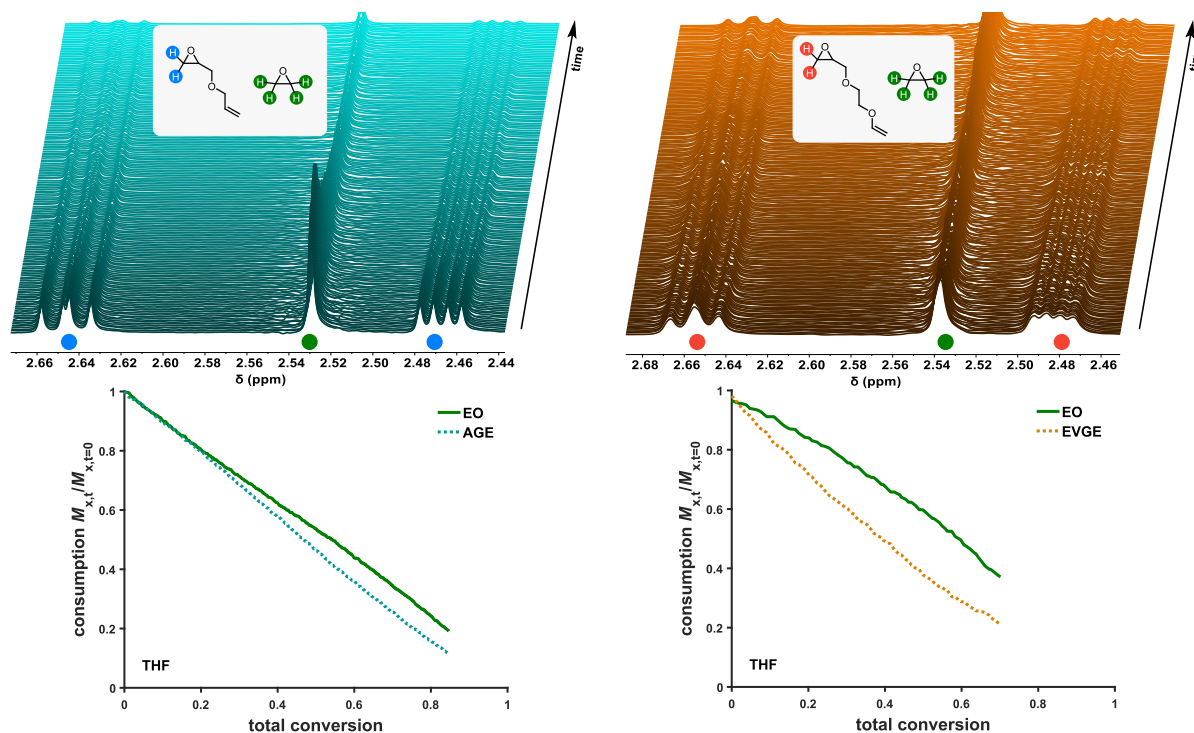 time
H
H
O
O
O
H
H
H
H
2.66 2.64 2.62 2.60 2.58 2.56 2.54 2.52 2.50 2.48 2.46 2.44
δ (ppm)
time
H
H
O
O
O
O
H
H
H
H
2.68 2.66 2.64 2.62 2.60 2.58 2.56 2.54 2.52 2.50 2.48 2.46
δ (ppm)
consumption Mx,t/Mx,t=0
1
0.8
0.6
0.4
0.2
0
EO
AGE
THF
0 0.2 0.4 0.6 0.8 1
total conversion
consumption Mx,t/Mx,t=0
1
0.8
0.6
0.4
0.2
0
EO
EVGE
THF
0 0.2 0.4 0.6 0.8 1
total conversion